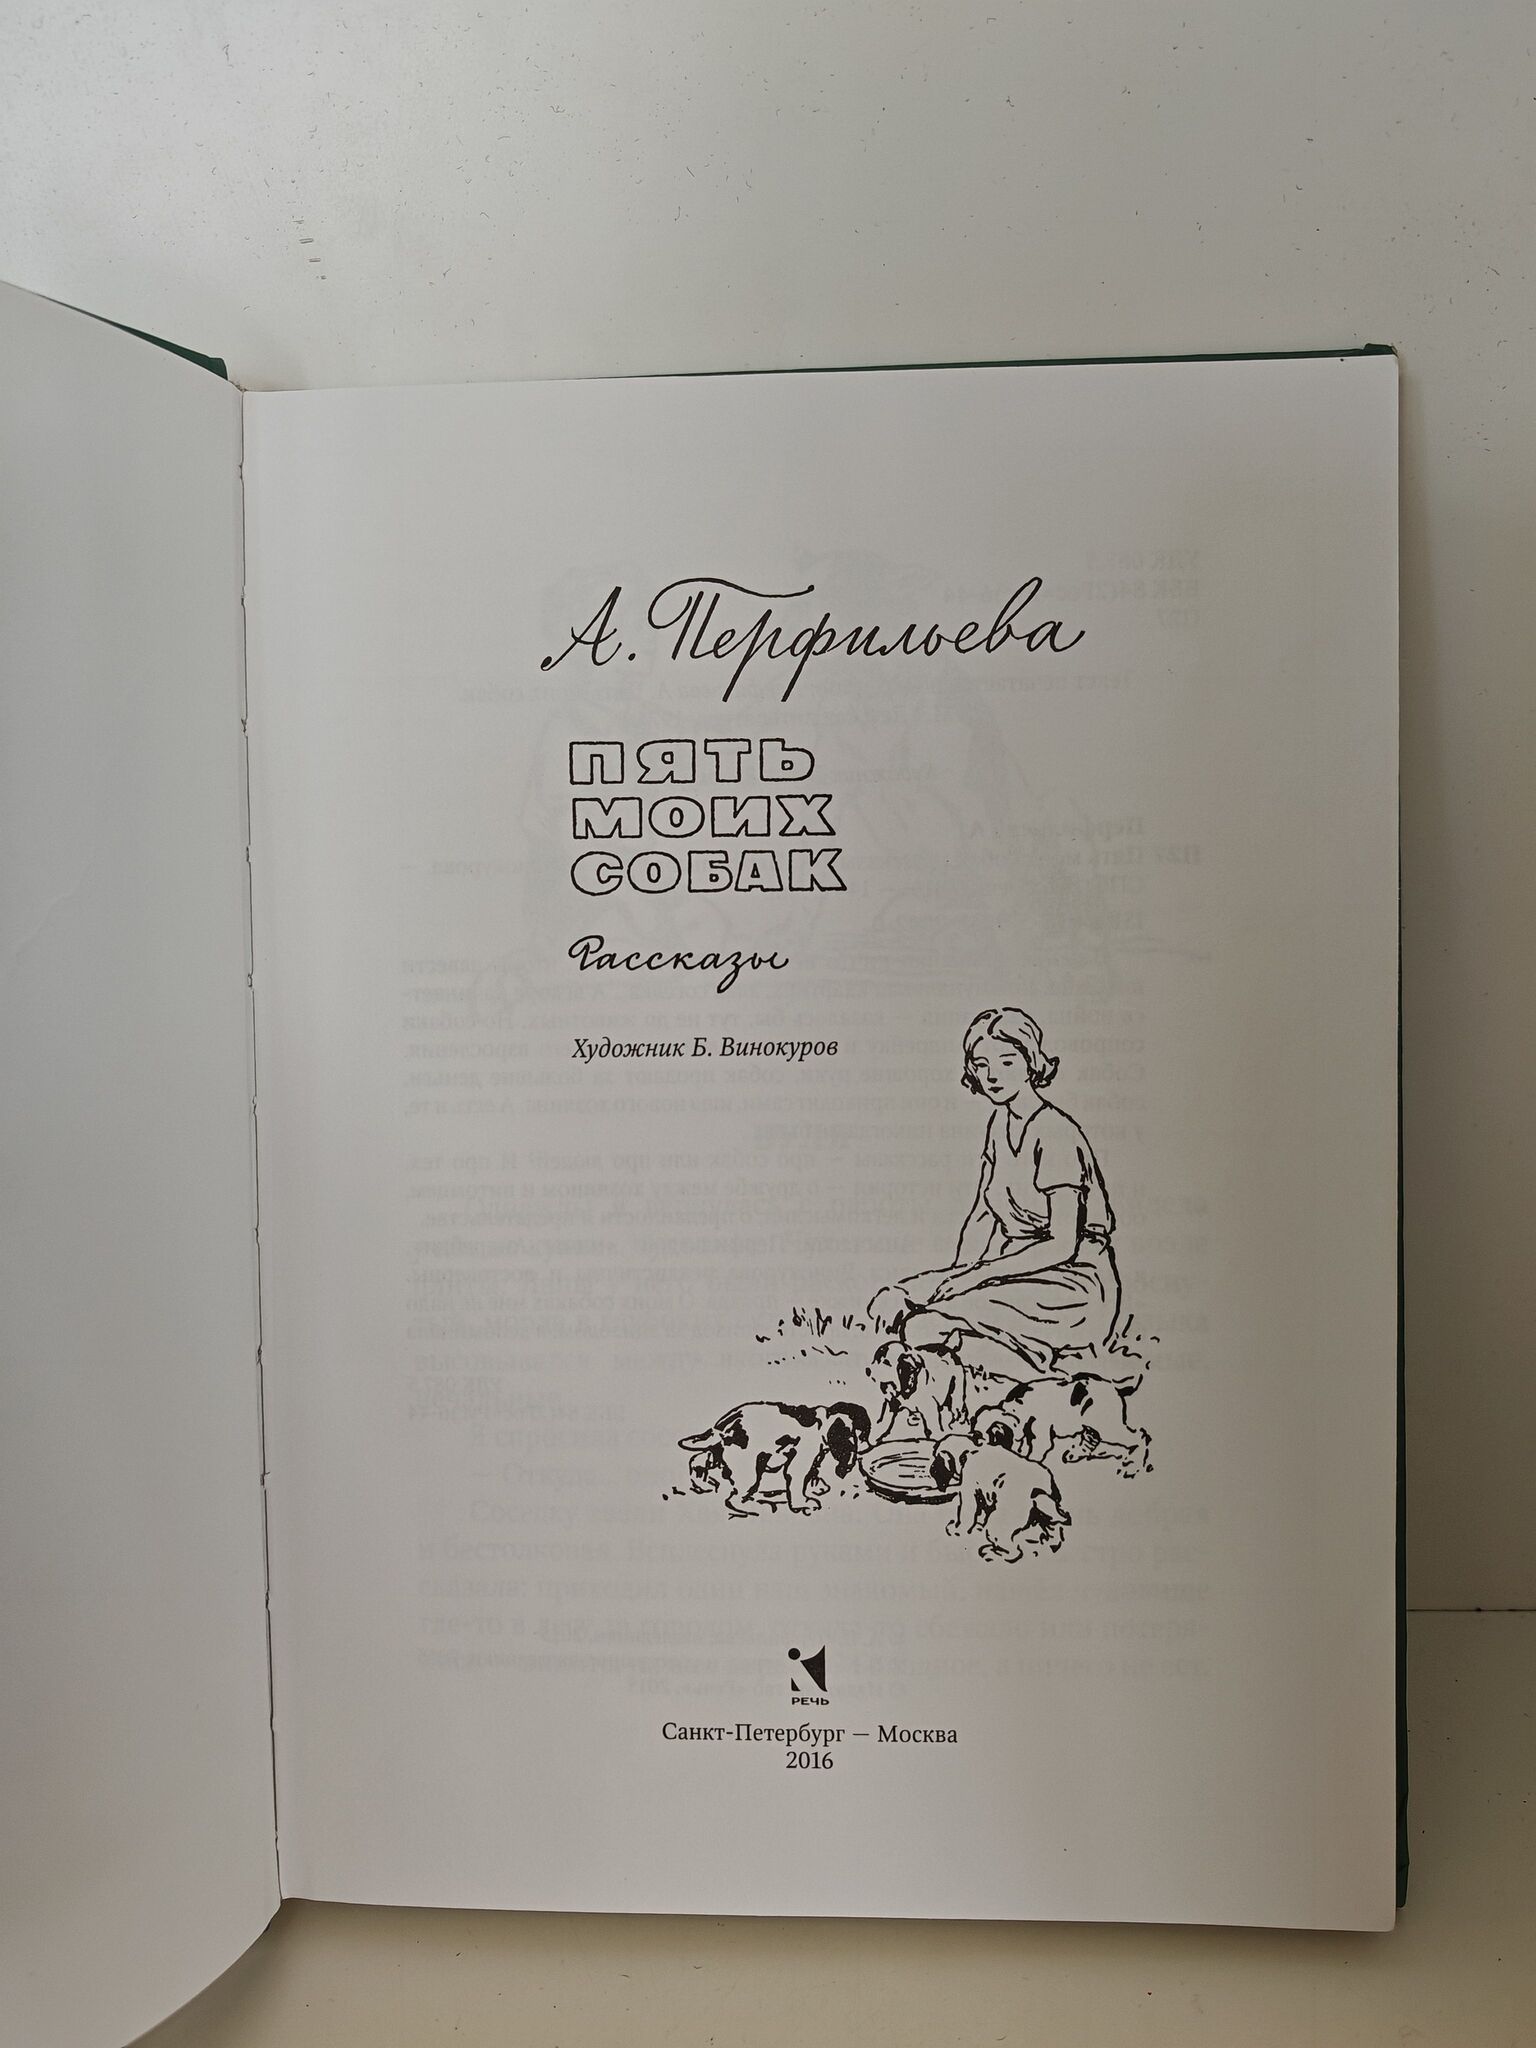 А. Перфильева
ПЯТЬ
МОИХ
СОБАК
Рассказы
Художник Б. Винокуров
РЕЧЬ
Санкт-Петербург — Москва
2016